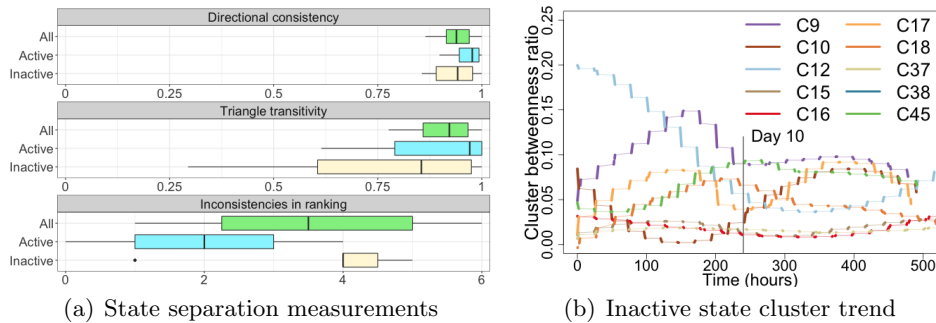 Directional consistency
All
Active
Inactive
0 0.25 0.5 0.75 1
Triangle transitivity
All
Active
Inactive
0 0.25 0.5 0.75 1
Inconsistencies in ranking
All
Active
Inactive
0 2 4 6
(a) State separation measurements
Cluster betweenness ratio
0.25
0.20
0.15
0.10
0.05
0.00
C9 C17
C10 C18
C12 C37
C15 C38
C16 C45
Day 10
0 100 200 300 400 500
Time (hours)
(b) Inactive state cluster trend